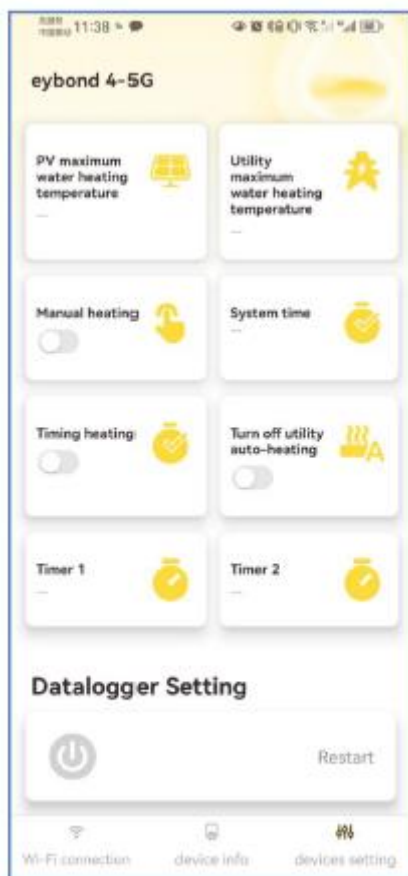 11:38
eybond 4-5G
PV maximum
water heating
temperature
--
Utility
maximum
water heating
temperature
--
Manual heating
System time
--
Timing heating
Turn off utility
auto-heating
A
Timer 1
--
Timer 2
--
Datalogger Setting
Restart
Wi-Fi connection
device info
devices setting